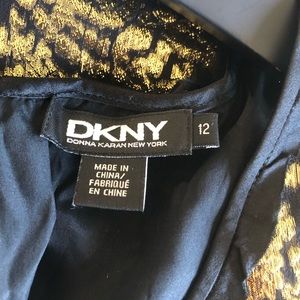 DKNY 12
DONNA KARAN NEW YORK
MADE IN
CHINA/
FABRIQUÉ
EN CHINE